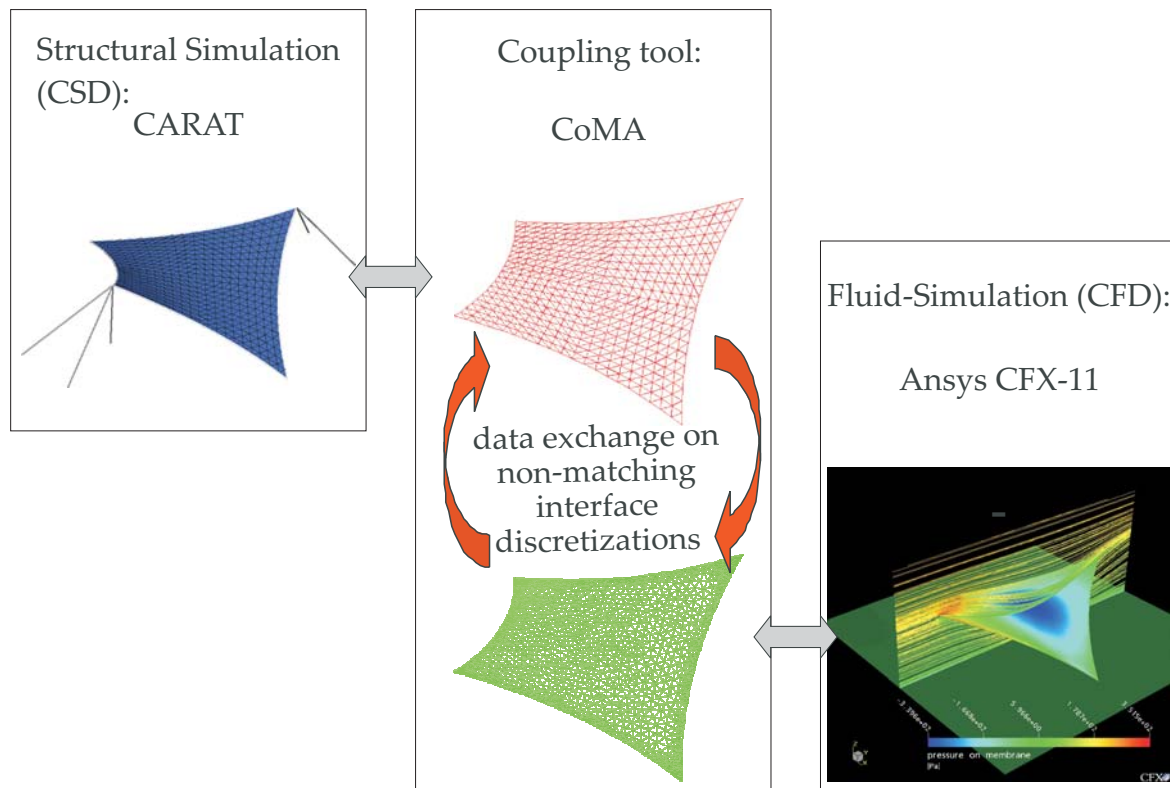 Structural Simulation
(CSD):
CARAT
Coupling tool:
CoMA
data exchange on
non-matching
interface
discretizations
Fluid-Simulation (CFD):
Ansys CFX-11
pressure on membrane
[Pa]
CFX